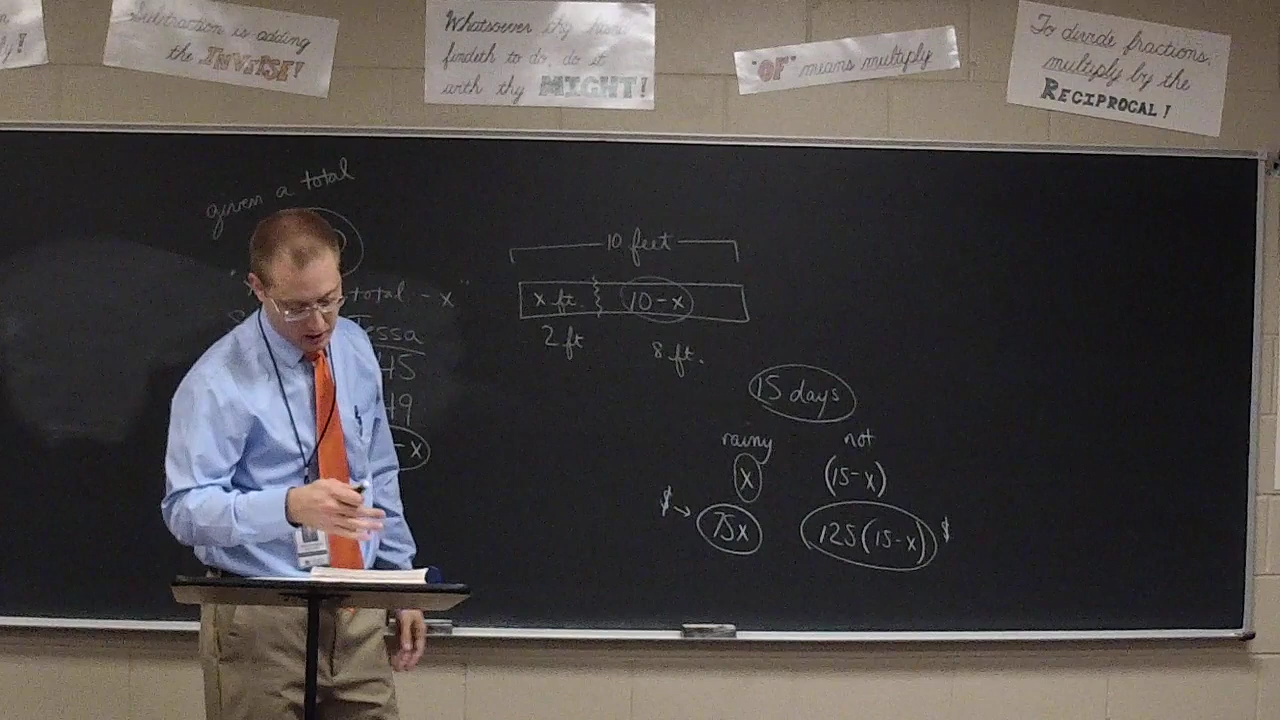 Subtraction is adding
the INVERSE!
Whatsoever thy hand
findeth to do, do it
with thy MIGHT!
"OF" means multiply
To divide fractions,
multiply by the
RECIPROCAL!
given a total
total - x"
Tessa
45
49
-x
10 feet
x ft. 10-x
2 ft 8 ft.
15 days
rainy not
x (15-x)
$→ 75x 125(15-x) $